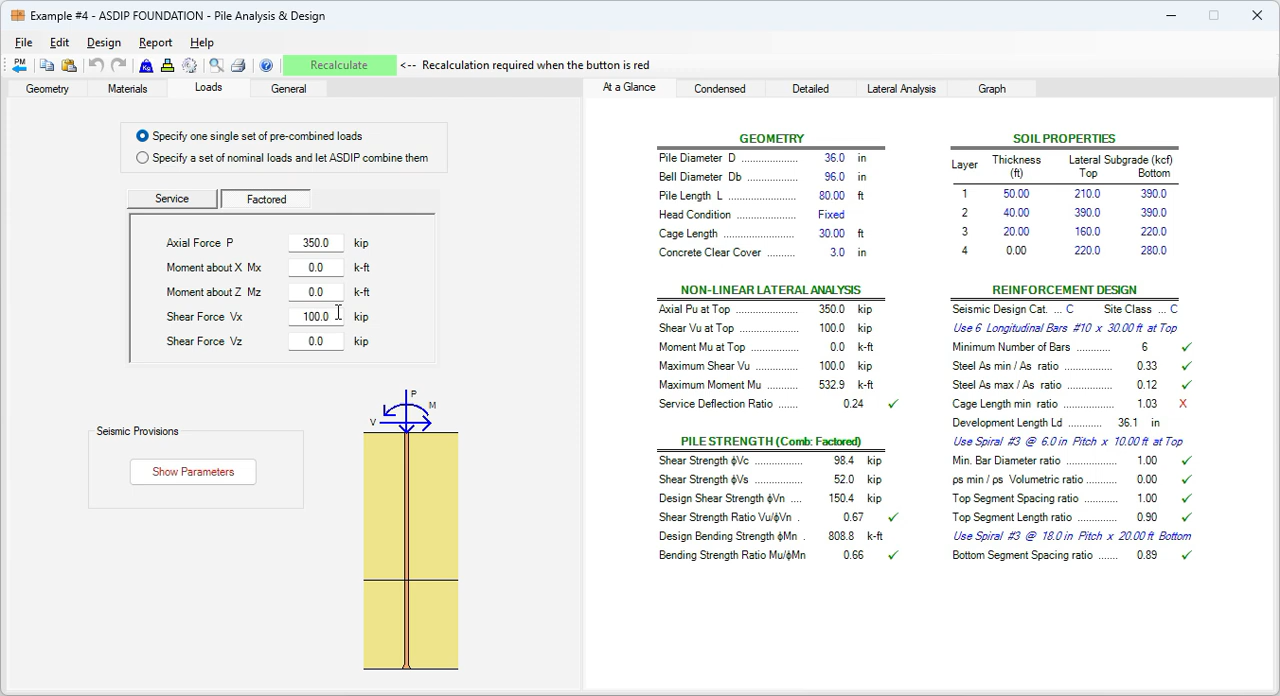 Example #4 - ASDIP FOUNDATION - Pile Analysis & Design
File Edit Design Report Help
PM Kg Recalculate <-- Recalculation required when the button is red
Geometry Materials Loads General
Specify one single set of pre-combined loads
Specify a set of nominal loads and let ASDIP combine them
Service Factored
Axial Force P 350.0 kip
Moment about X Mx 0.0 k-ft
Moment about Z Mz 0.0 k-ft
Shear Force Vx 100.0 kip
Shear Force Vz 0.0 kip
Seismic Provisions
Show Parameters
P
M
V
At a Glance Condensed Detailed Lateral Analysis Graph
GEOMETRY
Pile Diameter D .................. 36.0 in
Bell Diameter Db ................ 96.0 in
Pile Length L ..................... 80.00 ft
Head Condition .................. Fixed
Cage Length ...................... 30.00 ft
Concrete Clear Cover .......... 3.0 in
NON-LINEAR LATERAL ANALYSIS
Axial Pu at Top .................. 350.0 kip
Shear Vu at Top ................. 100.0 kip
Moment Mu at Top .............. 0.0 k-ft
Maximum Shear Vu ............. 100.0 kip
Maximum Moment Mu .......... 532.9 k-ft
Service Deflection Ratio ...... 0.24 ✓
PILE STRENGTH (Comb: Factored)
Shear Strength ϕVc ............... 98.4 kip
Shear Strength ϕVs ............... 52.0 kip
Design Shear Strength ϕVn .... 150.4 kip
Shear Strength Ratio Vu/ϕVn . 0.67 ✓
Design Bending Strength ϕMn . 808.8 k-ft
Bending Strength Ratio Mu/ϕMn 0.66 ✓
SOIL PROPERTIES
Layer Thickness (ft) Lateral Subgrade (kcf) Top Bottom
1 50.00 210.0 390.0
2 40.00 390.0 390.0
3 20.00 160.0 220.0
4 0.00 220.0 280.0
REINFORCEMENT DESIGN
Seismic Design Cat. ... C Site Class ... C
Use 6 Longitudinal Bars #10 x 30.00 ft at Top
Minimum Number of Bars ........... 6 ✓
Steel As min / As ratio ............... 0.33 ✓
Steel As max / As ratio .............. 0.12 ✓
Cage Length min ratio ................. 1.03 X
Development Length Ld ........... 36.1 in
Use Spiral #3 @ 6.0 in Pitch x 10.00 ft at Top
Min. Bar Diameter ratio ................ 1.00 ✓
ρs min / ρs Volumetric ratio .......... 0.00 ✓
Top Segment Spacing ratio .......... 1.00 ✓
Top Segment Length ratio ............ 0.90 ✓
Use Spiral #3 @ 18.0 in Pitch x 20.00 ft Bottom
Bottom Segment Spacing ratio ...... 0.89 ✓